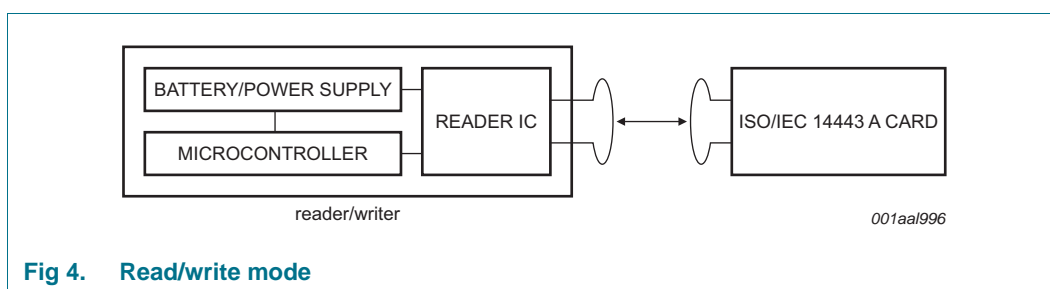 BATTERY/POWER SUPPLY
READER IC
MICROCONTROLLER
ISO/IEC 14443 A CARD
reader/writer
001aal996
Fig 4. Read/write mode